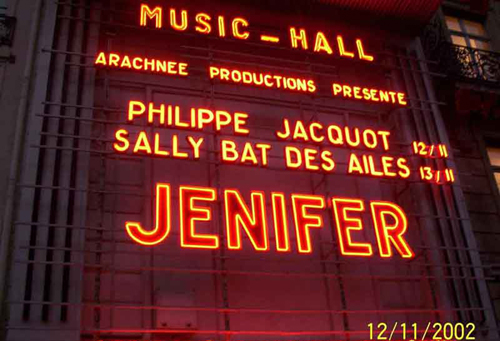 MUSIC-HALL
ARACHNEE PRODUCTIONS PRESENTE
PHILIPPE JACQUOT 12/11
SALLY BAT DES AILES 13/11
JENIFER
12/11/2002